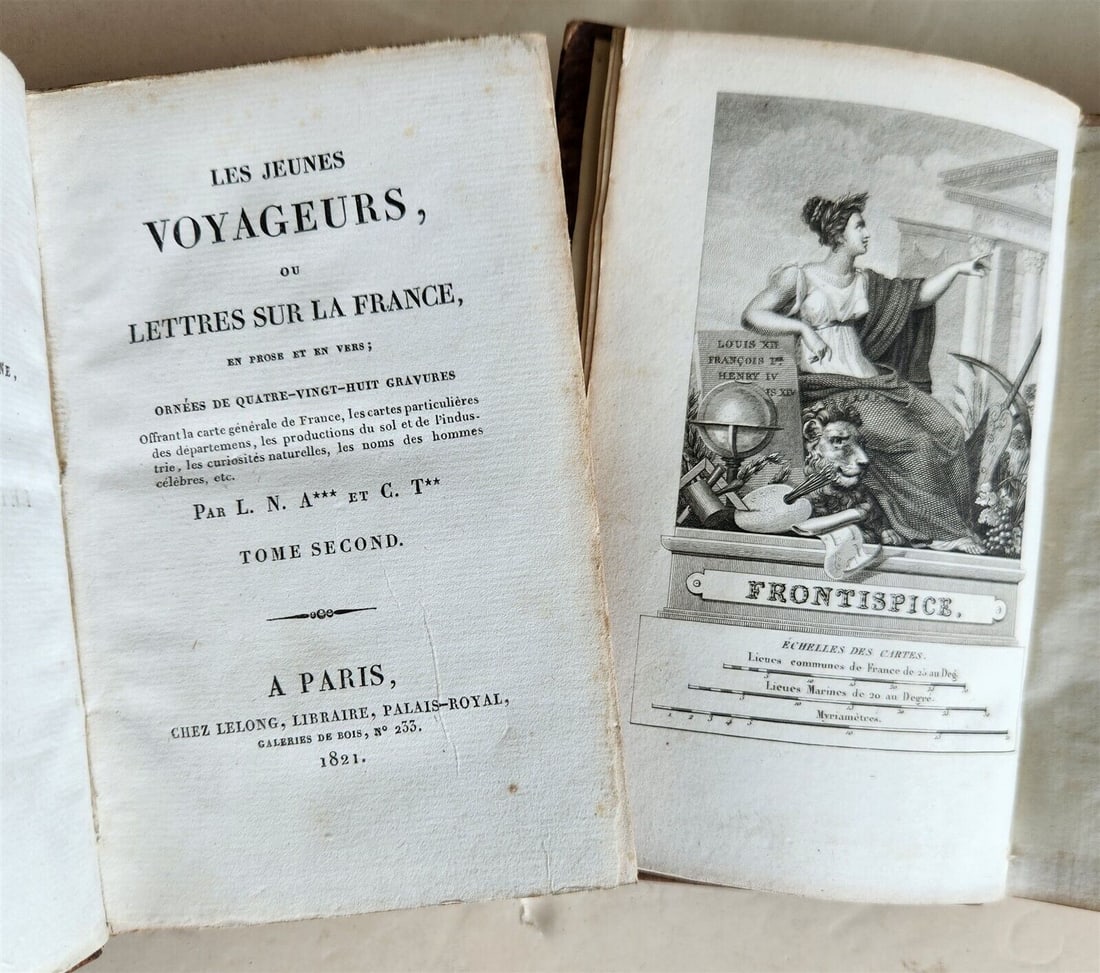 LES JEUNES
VOYAGEURS,
OU
LETTRES SUR LA FRANCE,
EN PROSE ET EN VERS;
ORNÉES DE QUATRE-VINGT-HUIT GRAVURES
Offrant la carte générale de France, les cartes particulières
des départemens, les productions du sol et de l'indus-
trie, les curiosités naturelles, les noms des hommes
célèbres, etc.
PAR L. N. A*** ET C. T**
TOME SECOND.
A PARIS,
CHEZ LELONG, LIBRAIRE, PALAIS-ROYAL,
GALERIES DE BOIS, Nº 233.
1821.
LOUIS XII
FRANÇOIS Ier
HENRY IV
IS XIV
FRONTISPICE.
ÉCHELLES DES CARTES.
Lieues communes de France de 25 au Deg.
Lieues Marines de 20 au Degré.
Myriamètres.